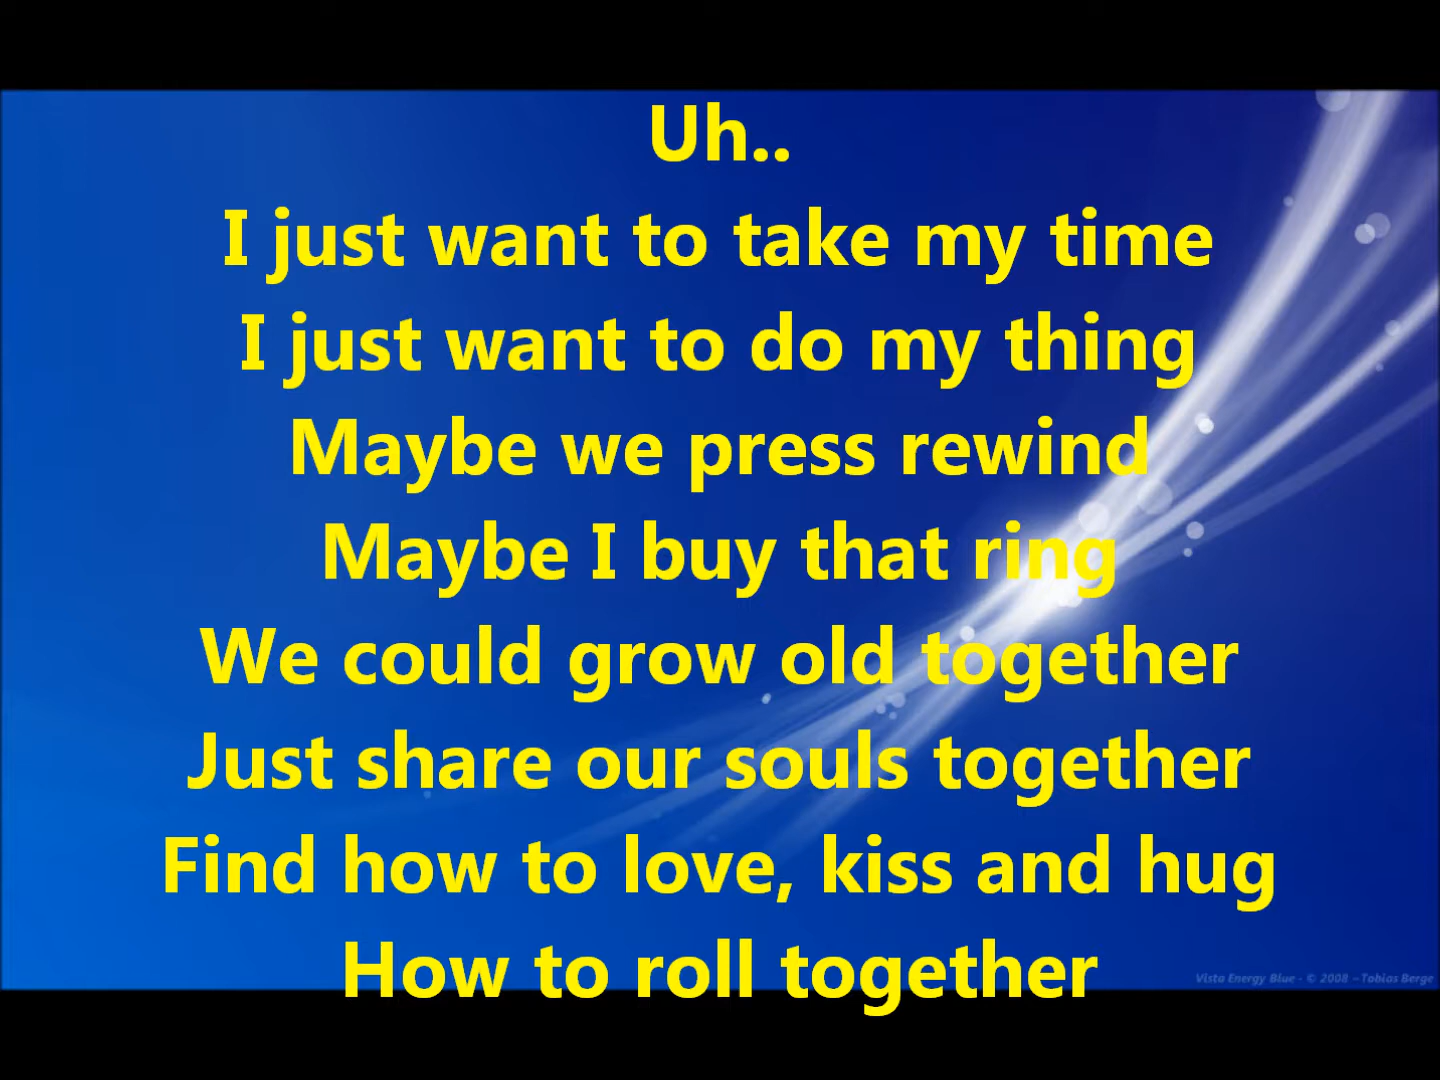 Uh..
I just want to take my time
I just want to do my thing
Maybe we press rewind
Maybe I buy that ring
We could grow old together
Just share our souls together
Find how to love, kiss and hug
How to roll together
Vista Energy Blue - © 2008 - Tobias Berge